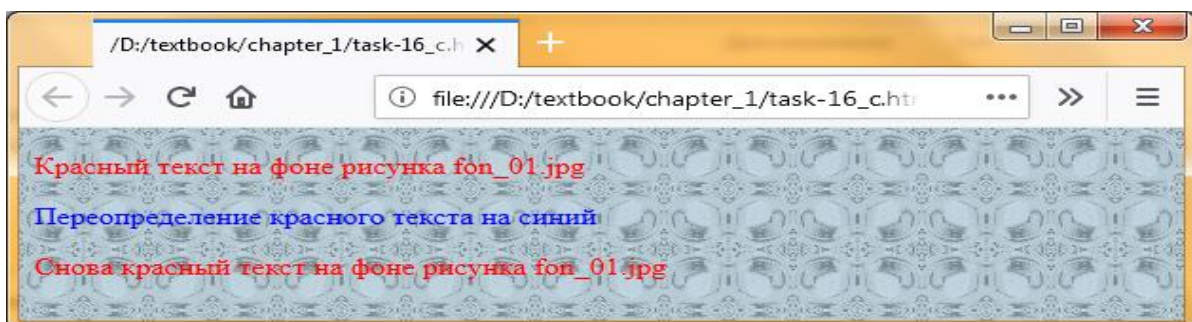 /D:/textbook/chapter_1/task-16_c.h
file:///D:/textbook/chapter_1/task-16_c.htm
Красный текст на фоне рисунка fon_01.jpg
Переопределение красного текста на синий
Снова красный текст на фоне рисунка fon_01.jpg